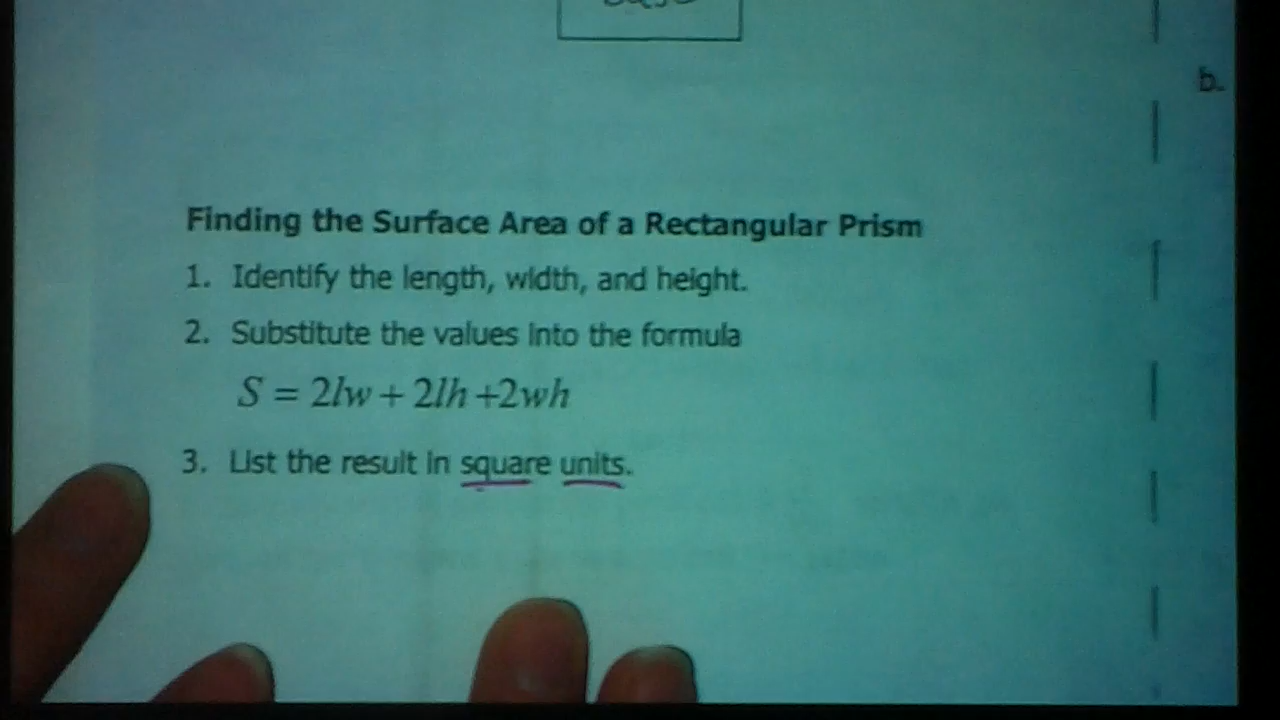 b.
Finding the Surface Area of a Rectangular Prism
1. Identify the length, width, and height.
2. Substitute the values into the formula
S = 2lw + 2lh +2wh
3. List the result in square units.